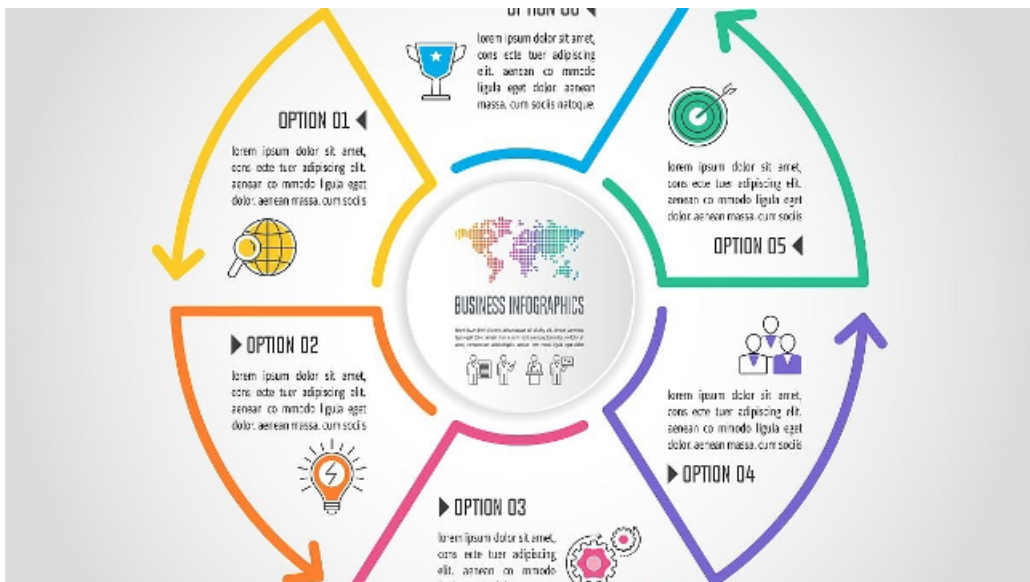 lorem ipsum dolor sit amet,
cons ecte tuer adipiscing
elit. aenean co mmodo
ligula eget dolor. aenean
massa. cum sociis natoque.
OPTION 01
lorem ipsum dolor sit amet,
cons ecte tuer adipiscing elit.
aenean co mmodo ligula eget
dolor. aenean massa. cum sociis
lorem ipsum dolor sit amet,
cons ecte tuer adipiscing elit.
aenean co mmodo ligula eget
dolor. aenean massa. cum sociis
OPTION 05
BUSINESS INFOGRAPHICS
OPTION 02
lorem ipsum dolor sit amet,
cons ecte tuer adipiscing elit.
aenean co mmodo ligula eget
dolor. aenean massa. cum sociis
lorem ipsum dolor sit amet,
cons ecte tuer adipiscing elit.
aenean co mmodo ligula eget
dolor. aenean massa. cum sociis
OPTION 04
OPTION 03
lorem ipsum dolor sit amet,
cons ecte tuer adipiscing
elit. aenean co mmodo